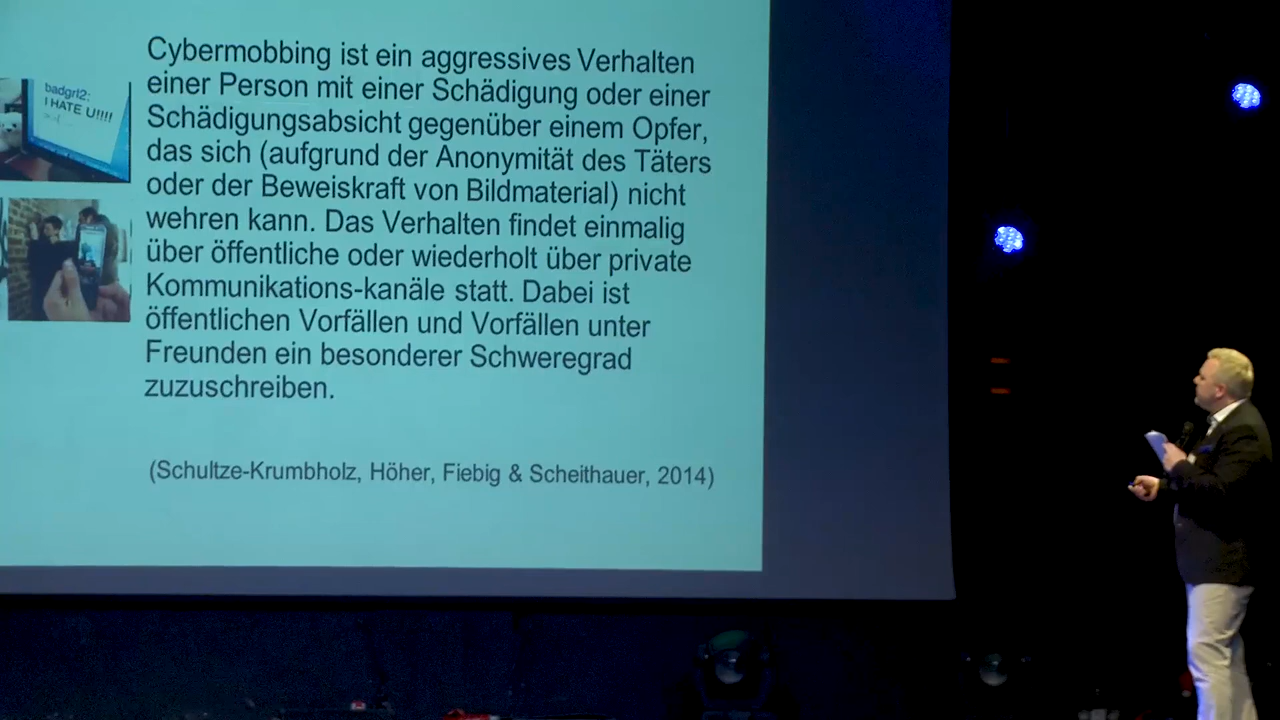 badgrl2:
I HATE U!!!!
Cybermobbing ist ein aggressives Verhalten
einer Person mit einer Schädigung oder einer
Schädigungsabsicht gegenüber einem Opfer,
das sich (aufgrund der Anonymität des Täters
oder der Beweiskraft von Bildmaterial) nicht
wehren kann. Das Verhalten findet einmalig
über öffentliche oder wiederholt über private
Kommunikations-kanäle statt. Dabei ist
öffentlichen Vorfällen und Vorfällen unter
Freunden ein besonderer Schweregrad
zuzuschreiben.
(Schultze-Krumbholz, Höher, Fiebig & Scheithauer, 2014)